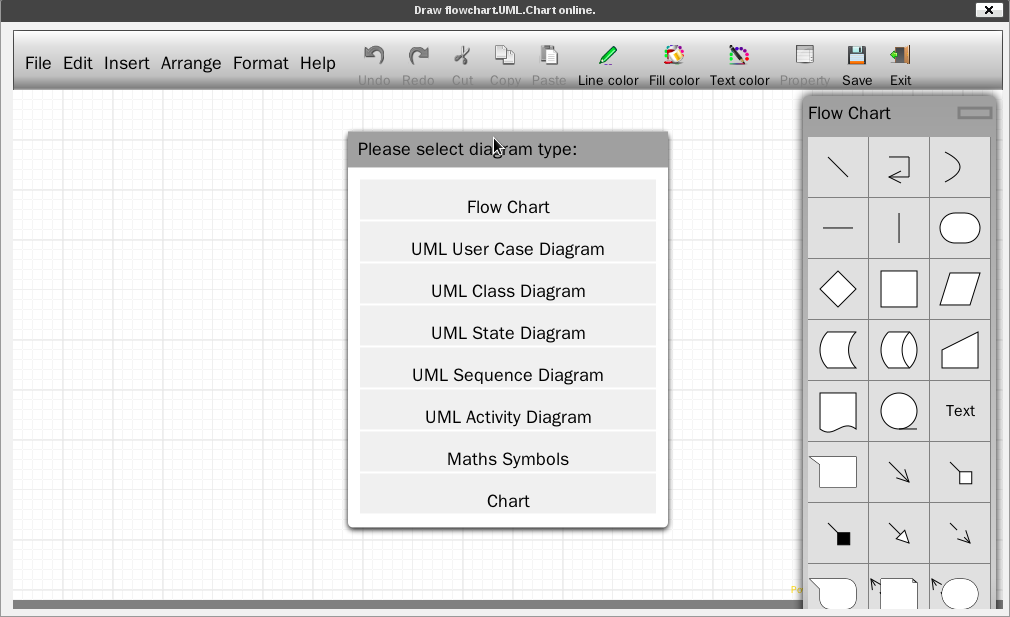 Draw flowchart.UML.Chart online.
File Edit Insert Arrange Format Help
Undo Redo Cut Copy Paste Line color Fill color Text color Property Save Exit
Flow Chart
Please select diagram type:
Flow Chart
UML User Case Diagram
UML Class Diagram
UML State Diagram
UML Sequence Diagram
UML Activity Diagram
Maths Symbols
Chart
Text